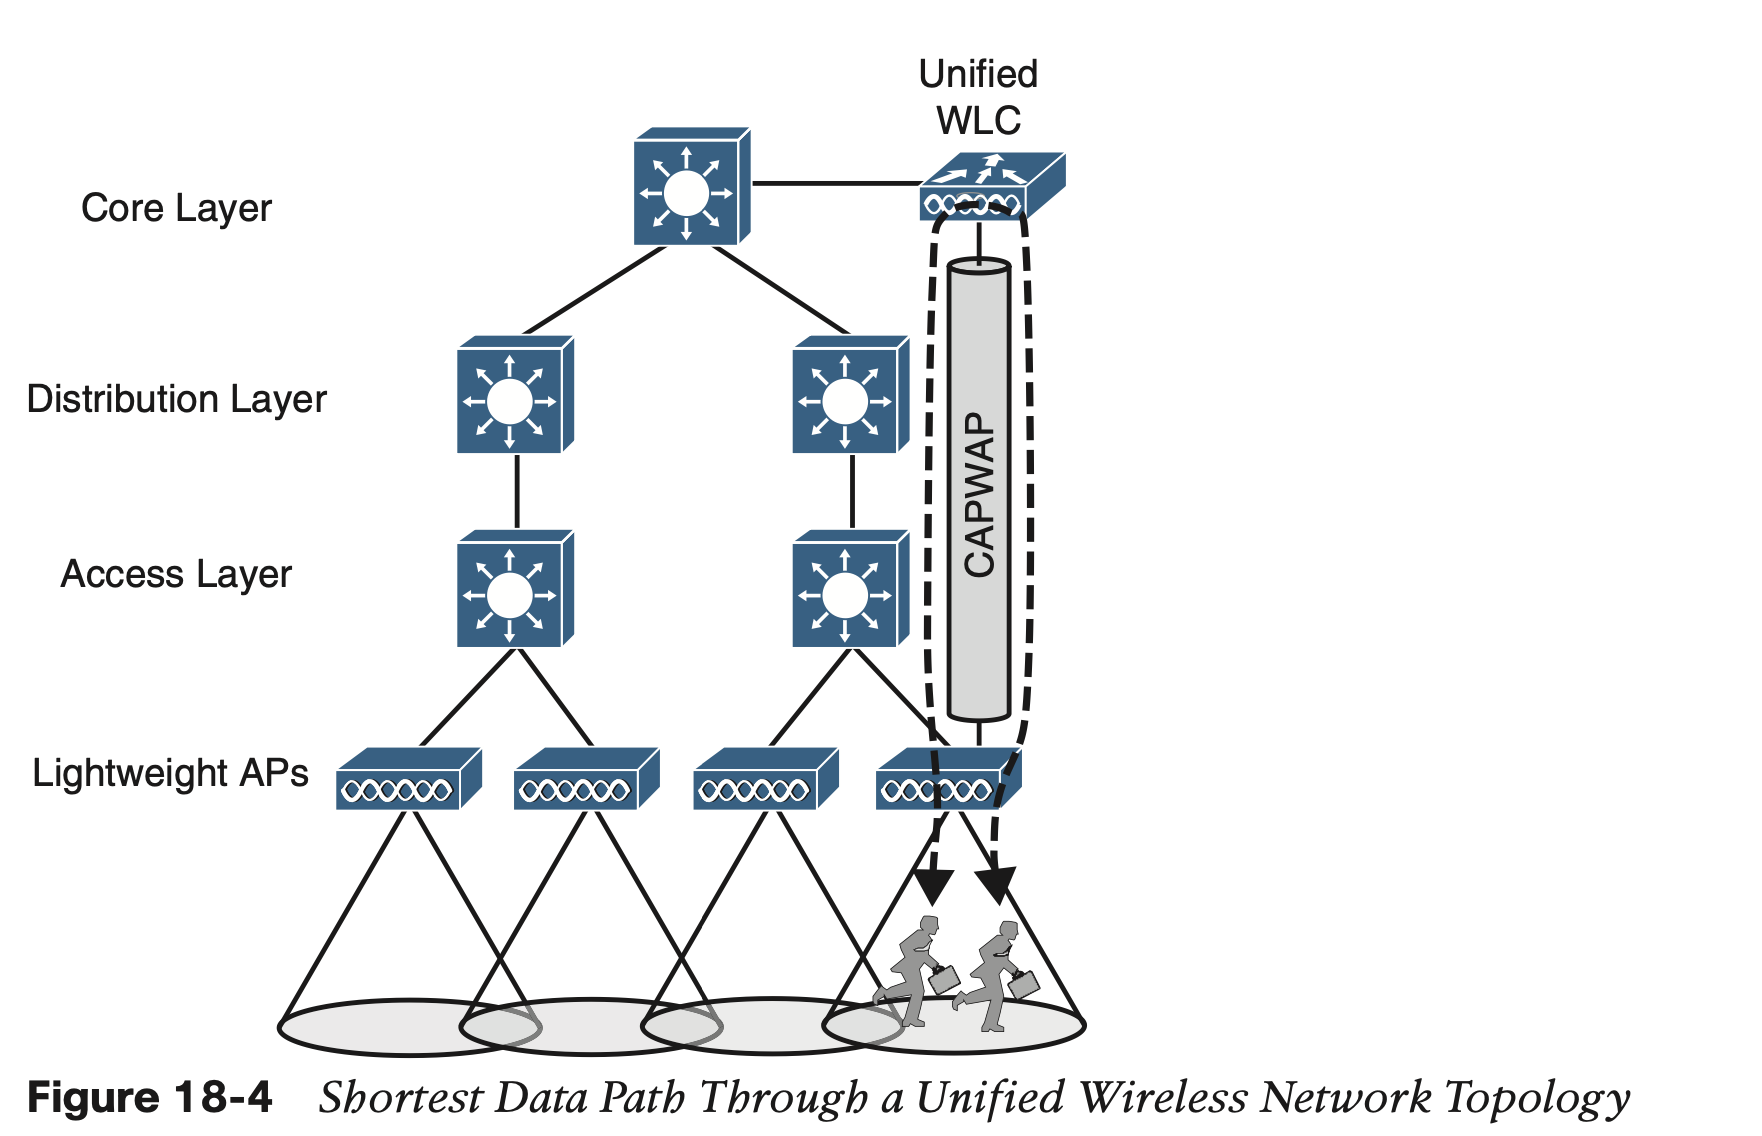 Unified
WLC
Core Layer
Distribution Layer
CAPWAP
Access Layer
Lightweight APs
Figure 18-4 Shortest Data Path Through a Unified Wireless Network Topology